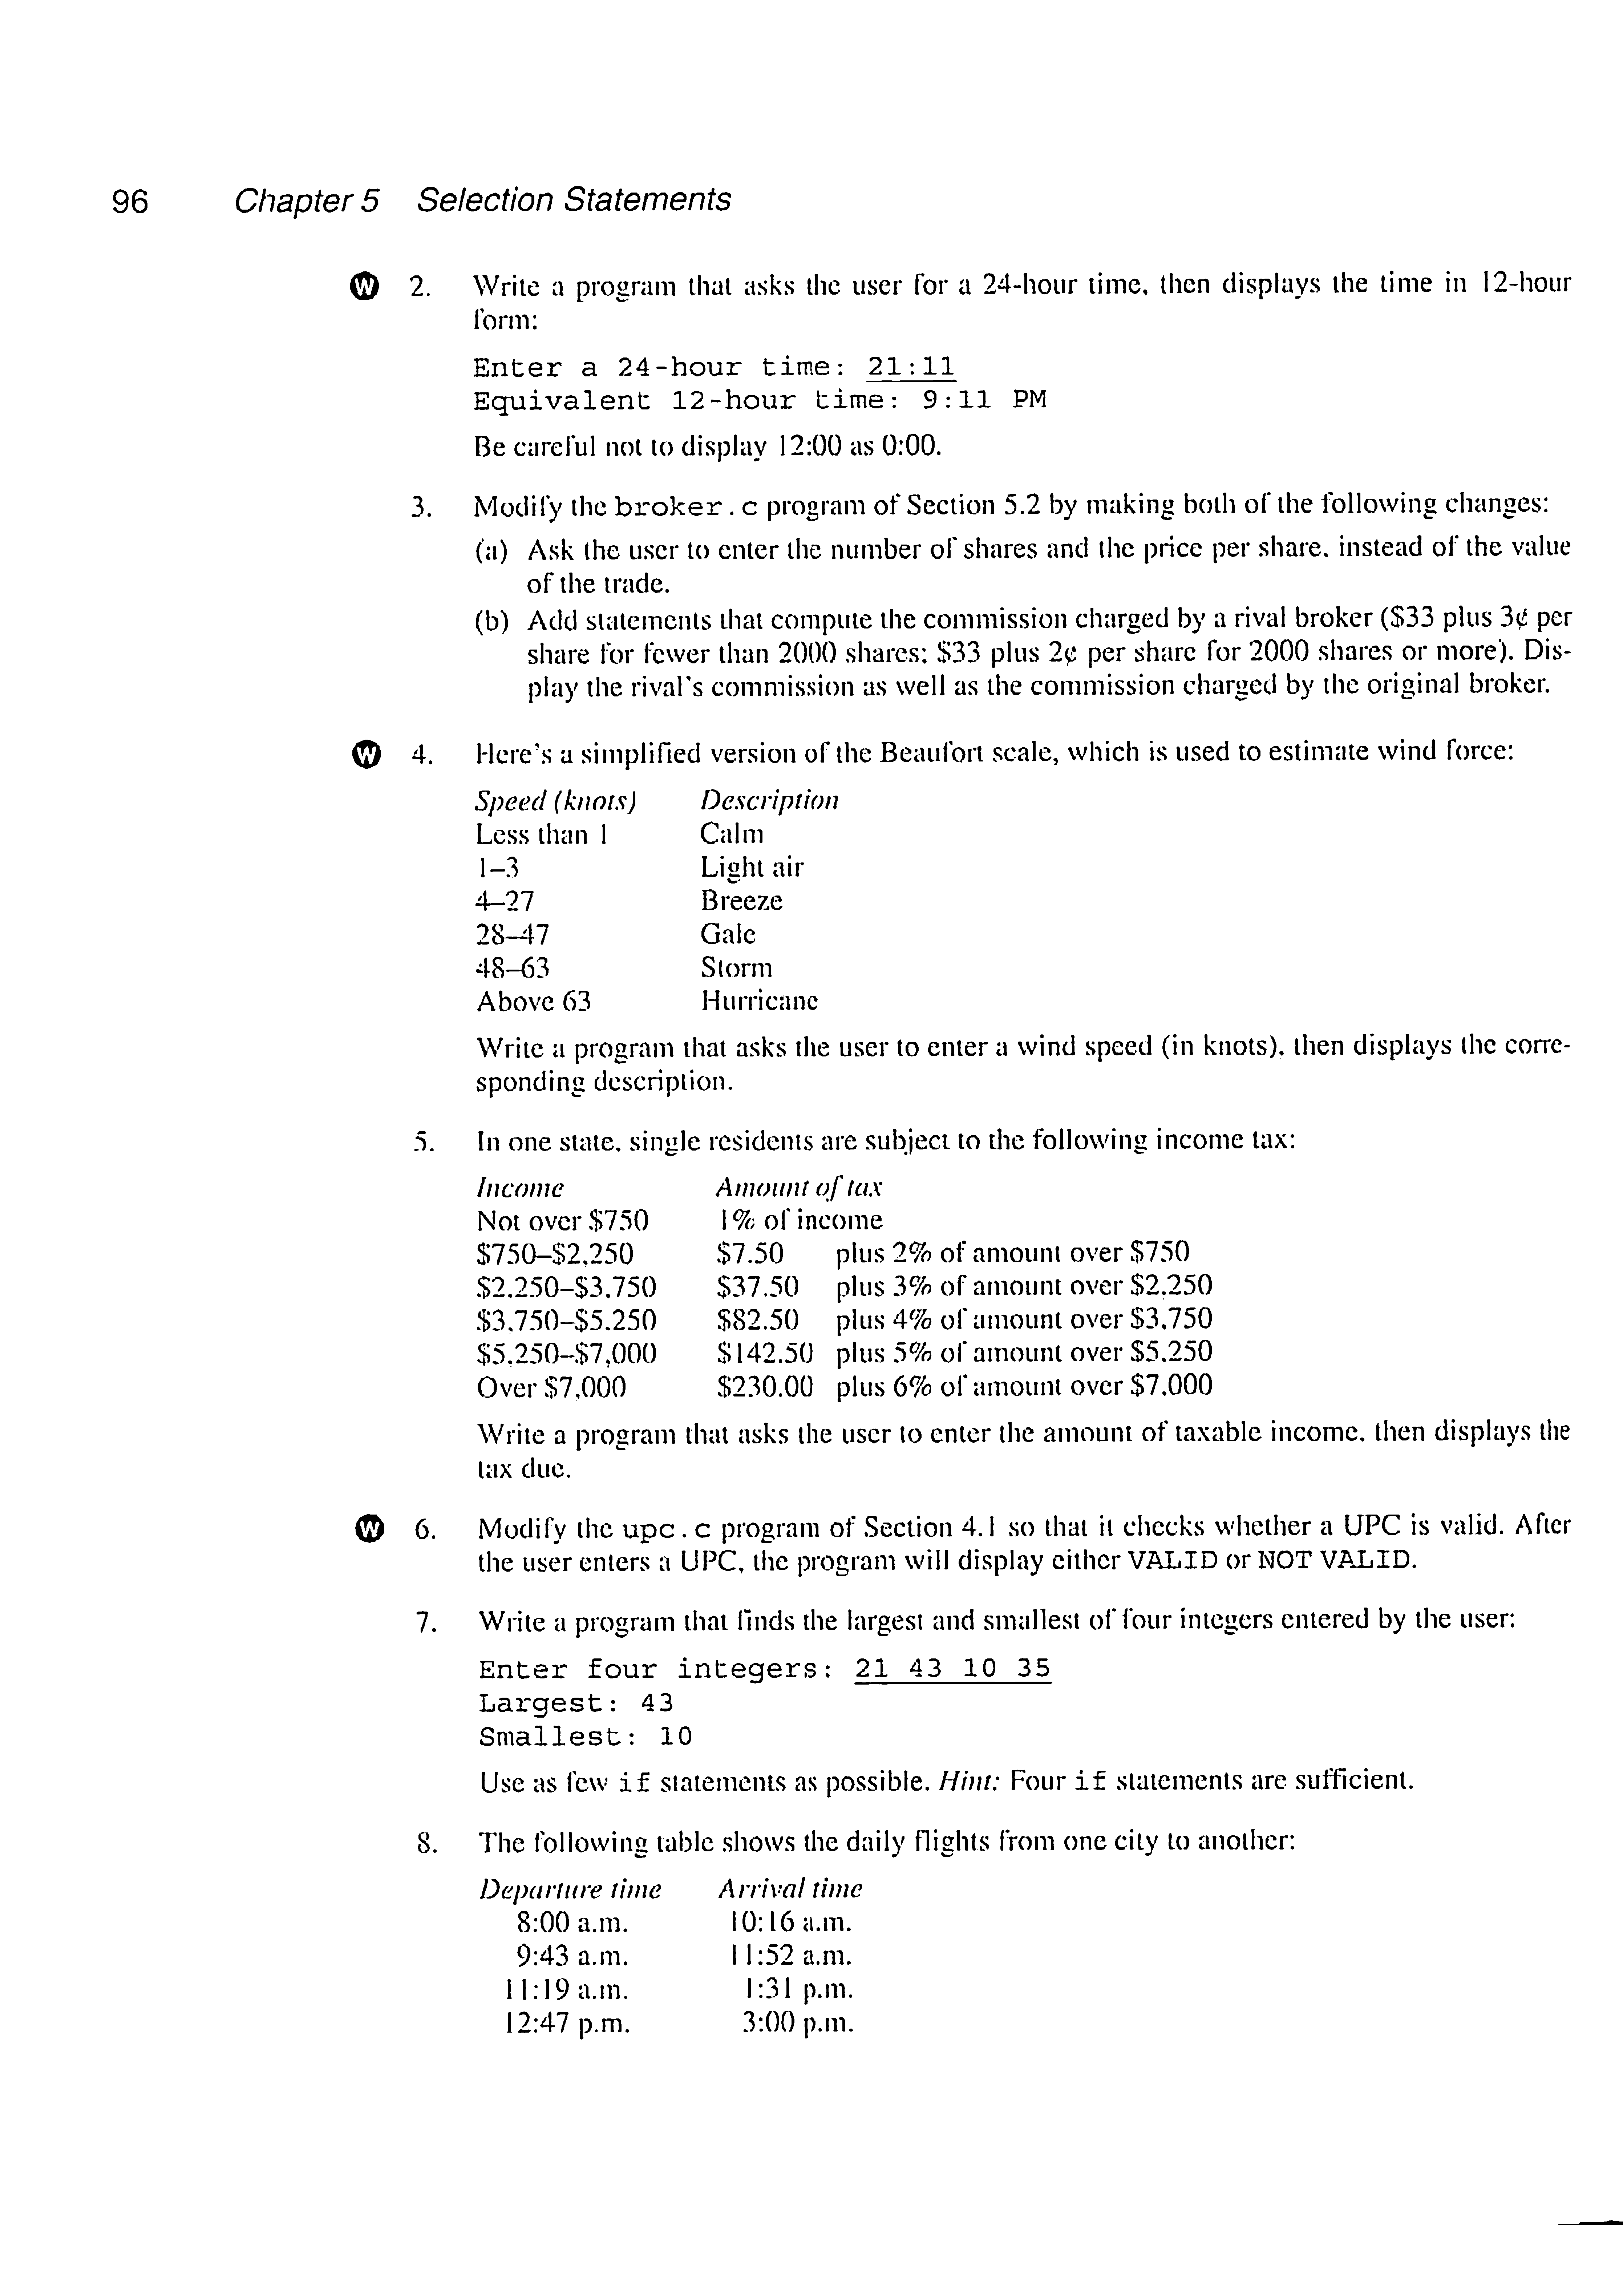 96 Chapter 5 Selection Statements
W 2. Write a program that asks the user for a 24-hour time, then displays the time in 12-hour
form:
Enter a 24-hour time: 21:11
Equivalent 12-hour time: 9:11 PM
Be careful not to display 12:00 as 0:00.
3. Modify the broker.c program of Section 5.2 by making both of the following changes:
(a) Ask the user to enter the number of shares and the price per share, instead of the value
of the trade.
(b) Add statements that compute the commission charged by a rival broker ($33 plus 3¢ per
share for fewer than 2000 shares; $33 plus 2¢ per share for 2000 shares or more). Dis-
play the rival's commission as well as the commission charged by the original broker.
W 4. Here's a simplified version of the Beaufort scale, which is used to estimate wind force:
Speed (knots) Description
Less than 1 Calm
1–3 Light air
4–27 Breeze
28–47 Gale
48–63 Storm
Above 63 Hurricane
Write a program that asks the user to enter a wind speed (in knots), then displays the corre-
sponding description.
5. In one state, single residents are subject to the following income tax:
Income Amount of tax
Not over $750 1% of income
$750–$2,250 $7.50 plus 2% of amount over $750
$2,250–$3,750 $37.50 plus 3% of amount over $2,250
$3,750–$5,250 $82.50 plus 4% of amount over $3,750
$5,250–$7,000 $142.50 plus 5% of amount over $5,250
Over $7,000 $230.00 plus 6% of amount over $7,000
Write a program that asks the user to enter the amount of taxable income, then displays the
tax due.
W 6. Modify the upc.c program of Section 4.1 so that it checks whether a UPC is valid. After
the user enters a UPC, the program will display either VALID or NOT VALID.
7. Write a program that finds the largest and smallest of four integers entered by the user:
Enter four integers: 21 43 10 35
Largest: 43
Smallest: 10
Use as few if statements as possible. Hint: Four if statements are sufficient.
8. The following table shows the daily flights from one city to another:
Departure time Arrival time
8:00 a.m. 10:16 a.m.
9:43 a.m. 11:52 a.m.
11:19 a.m. 1:31 p.m.
12:47 p.m. 3:00 p.m.